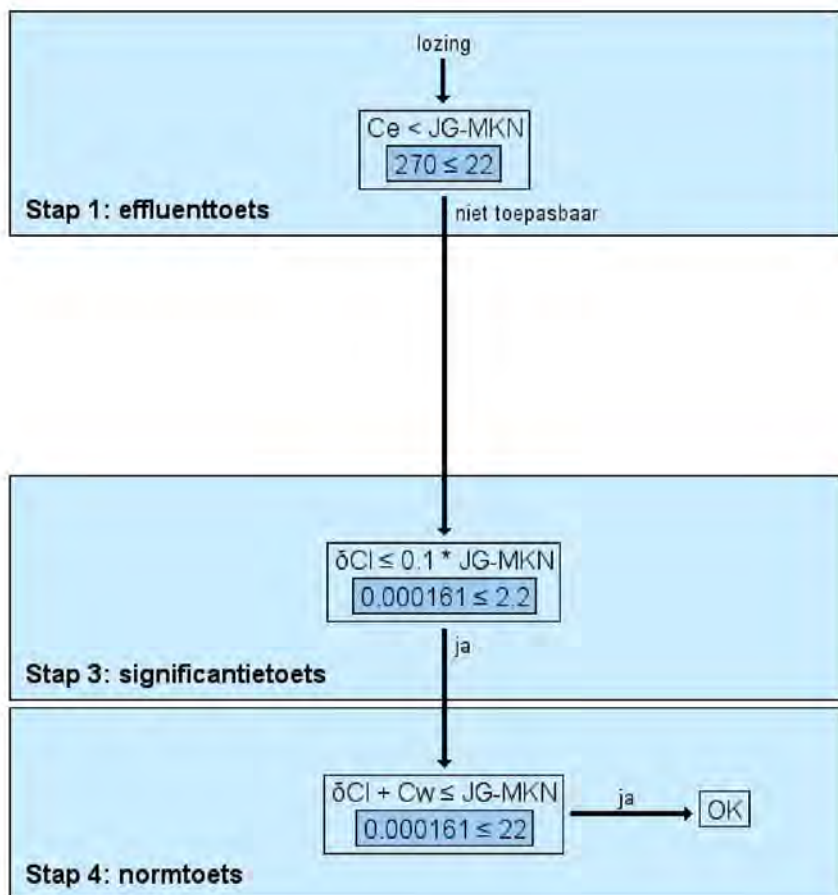 lozing
Ce < JG-MKN
270 ≤ 22
Stap 1: effluenttoets
niet toepasbaar
δCl ≤ 0.1 * JG-MKN
0.000161 ≤ 2.2
ja
Stap 3: significantietoets
δCl + Cw ≤ JG-MKN
0.000161 ≤ 22
ja
OK
Stap 4: normtoets